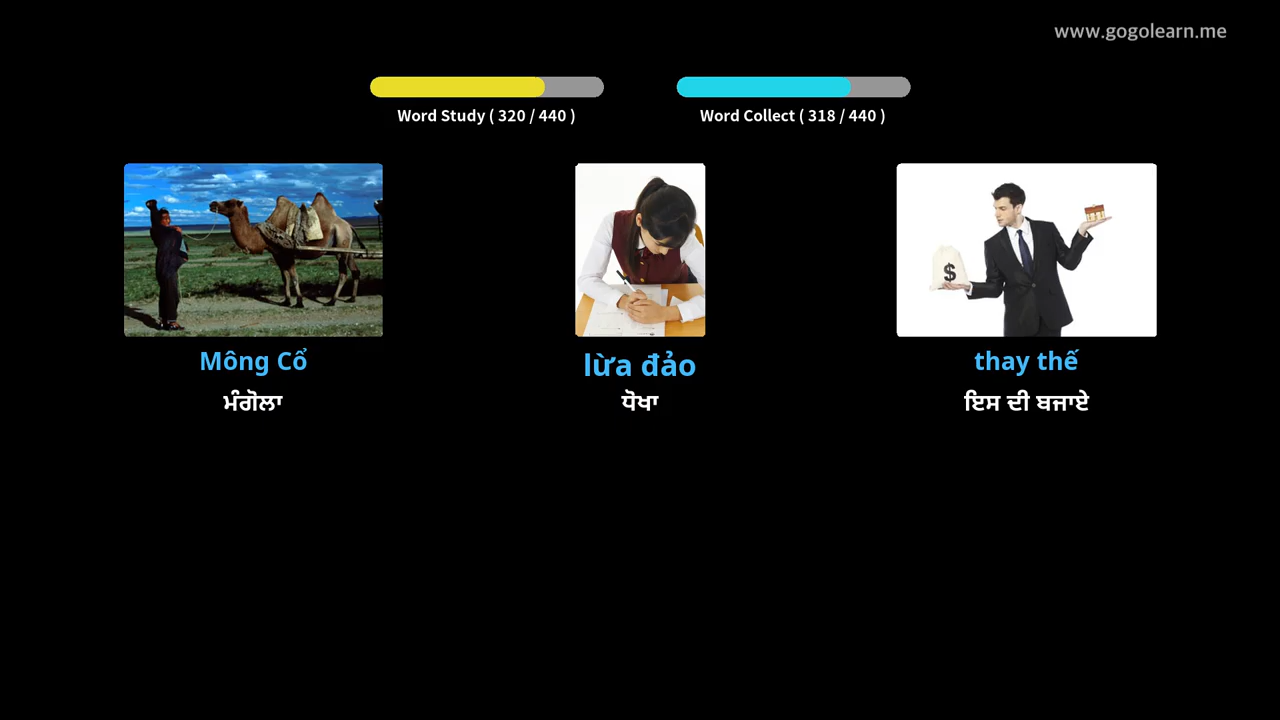 www.gogolearn.me
Word Study ( 320 / 440 )
Word Collect ( 318 / 440 )
$
Mông Cổ
lừa đảo
thay thế
ਮੰਗੋਲਾ
ਧੋਖਾ
ਇਸ ਦੀ ਬਜਾਏ